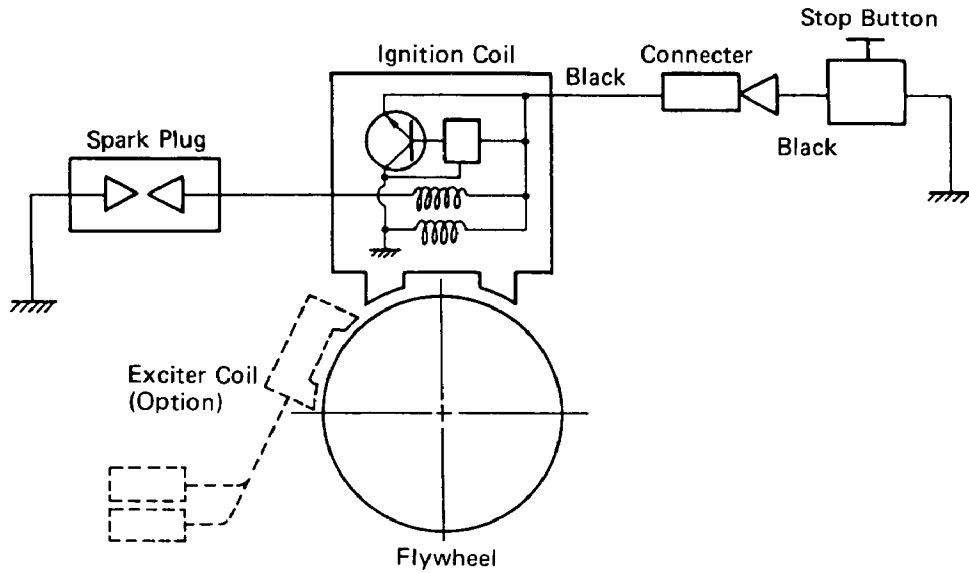 Stop Button
Ignition Coil
Connecter
Black
Spark Plug
Black
Exciter Coil
(Option)
Flywheel